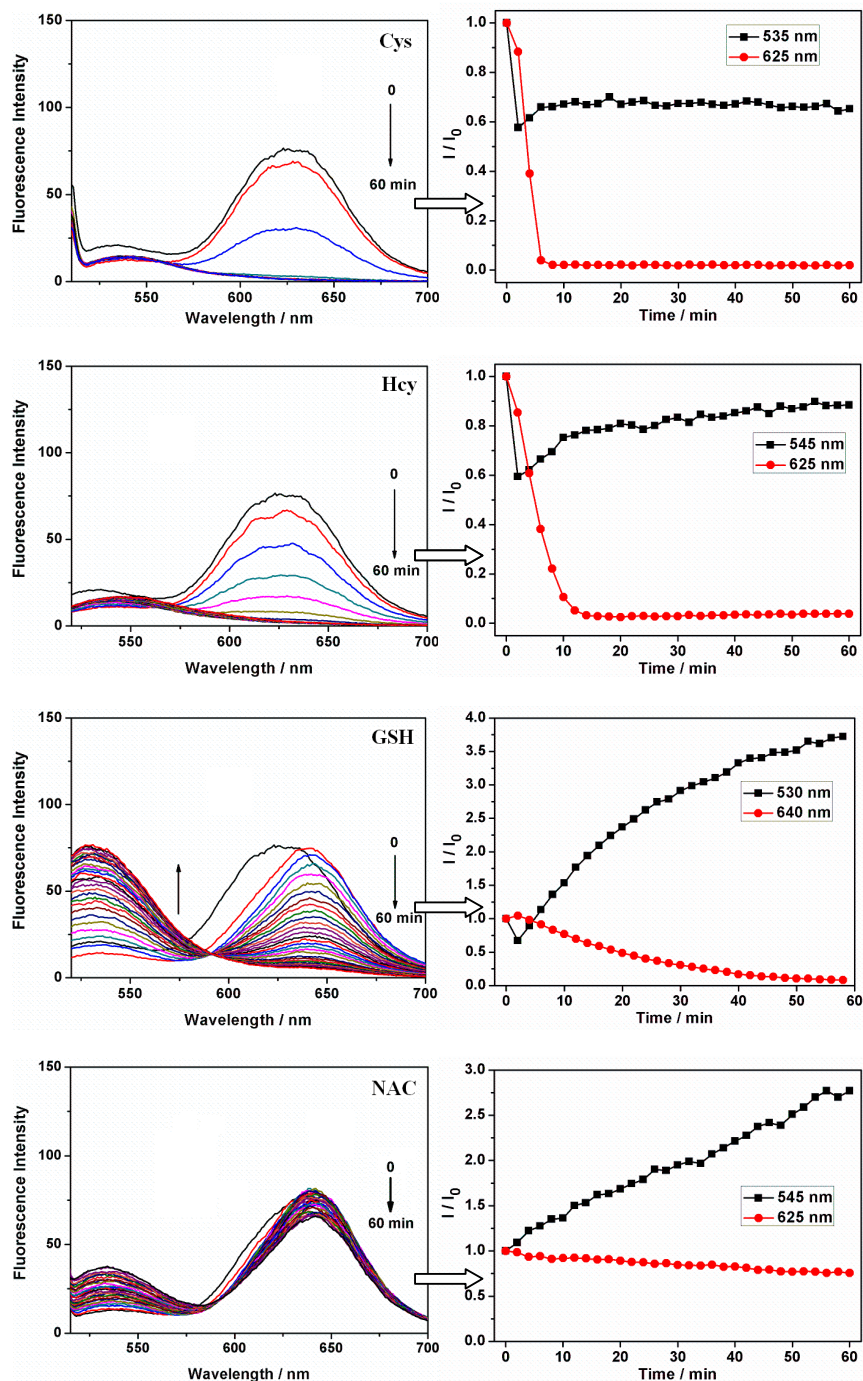 Cys
0
60 min
150
100
50
0
Fluorescence Intensity
550
600
650
700
Wavelength / nm
535 nm
625 nm
1.0
0.8
0.6
0.4
0.2
0.0
I / I0
0
10
20
30
40
50
60
Time / min
Hcy
0
60 min
150
100
50
0
Fluorescence Intensity
550
600
650
700
Wavelength / nm
545 nm
625 nm
1.0
0.8
0.6
0.4
0.2
0.0
I / I0
0
10
20
30
40
50
60
Time / min
GSH
0
60 min
150
100
50
0
Fluorescence Intensity
550
600
650
700
Wavelength / nm
530 nm
640 nm
4.0
3.5
3.0
2.5
2.0
1.5
1.0
0.5
0.0
I / I0
0
10
20
30
40
50
60
Time / min
NAC
0
60 min
150
100
50
0
Fluorescence Intensity
550
600
650
700
Wavelength / nm
545 nm
625 nm
3.0
2.5
2.0
1.5
1.0
0.5
0.0
I / I0
0
10
20
30
40
50
60
Time / min